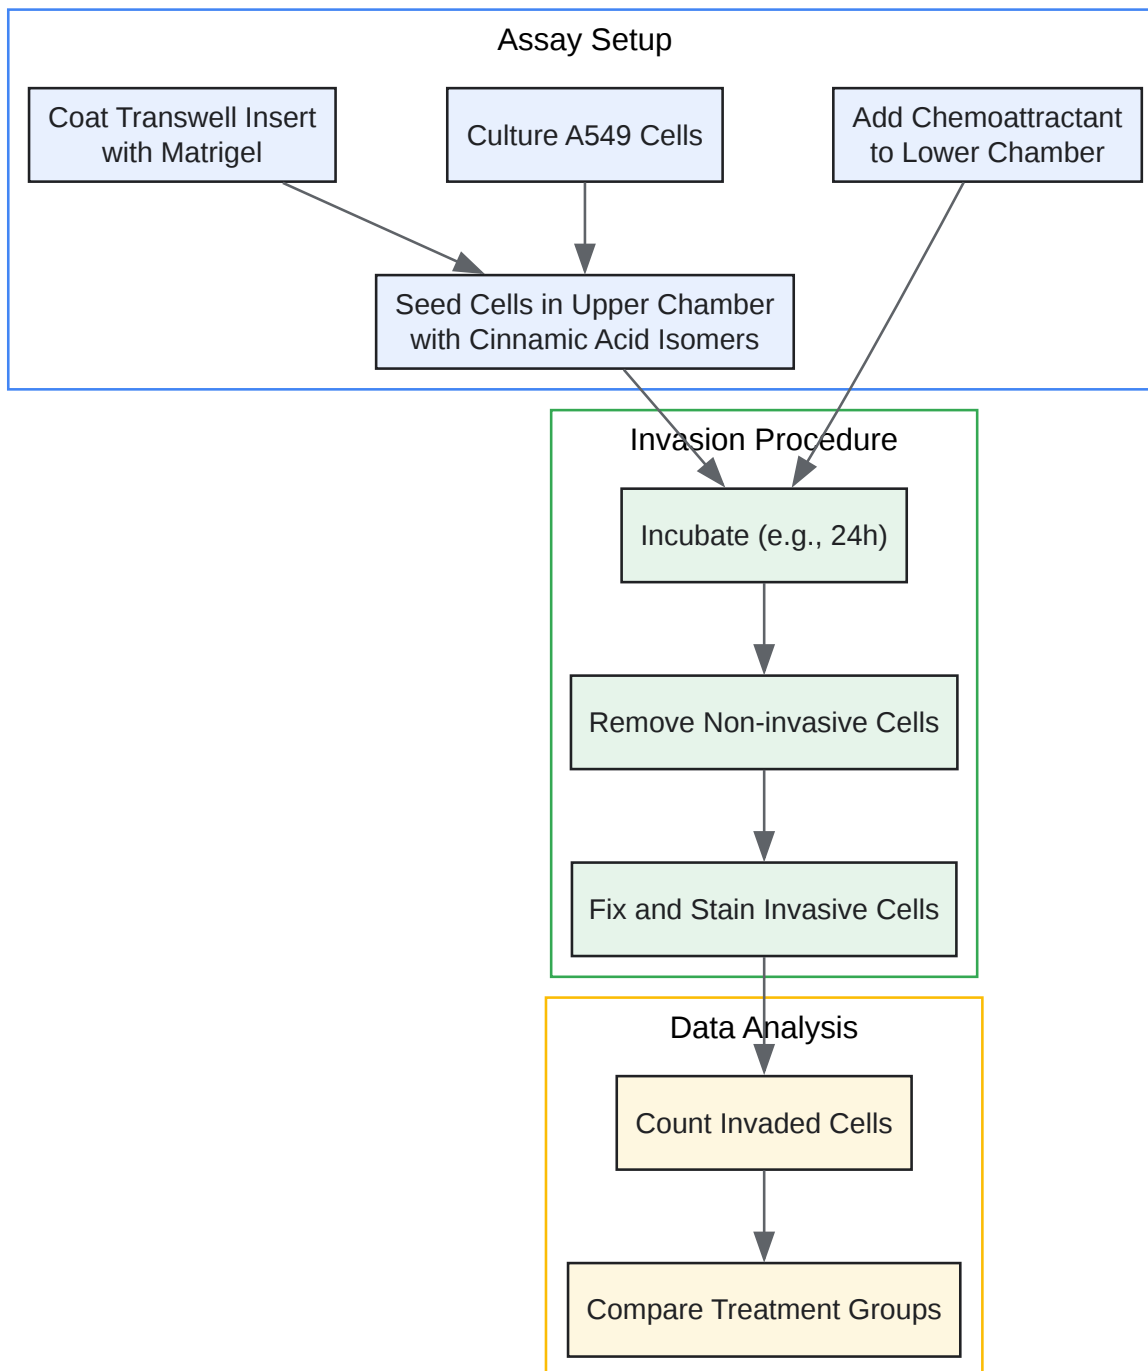 Assay Setup
Coat Transwell Insert
with Matrigel
Culture A549 Cells
Add Chemoattractant
to Lower Chamber
Seed Cells in Upper Chamber
with Cinnamic Acid Isomers
Invasion Procedure
Incubate (e.g., 24h)
Remove Non-invasive Cells
Fix and Stain Invasive Cells
Data Analysis
Count Invaded Cells
Compare Treatment Groups